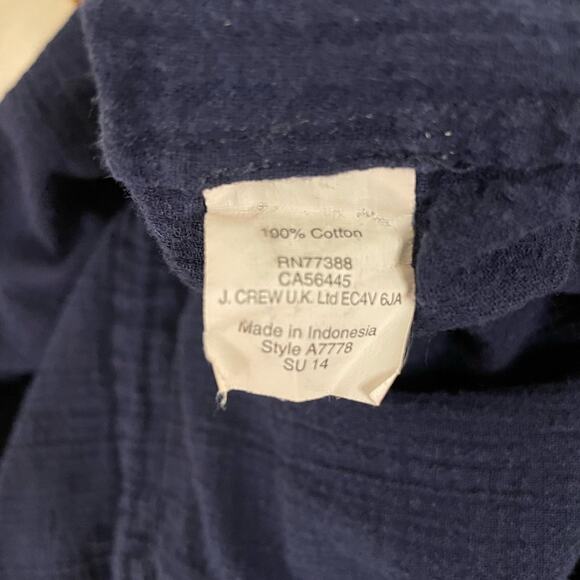 100% Cotton
RN77388
CA56445
J. CREW U.K. Ltd EC4V 6JA
Made in Indonesia
Style A7778
SU 14